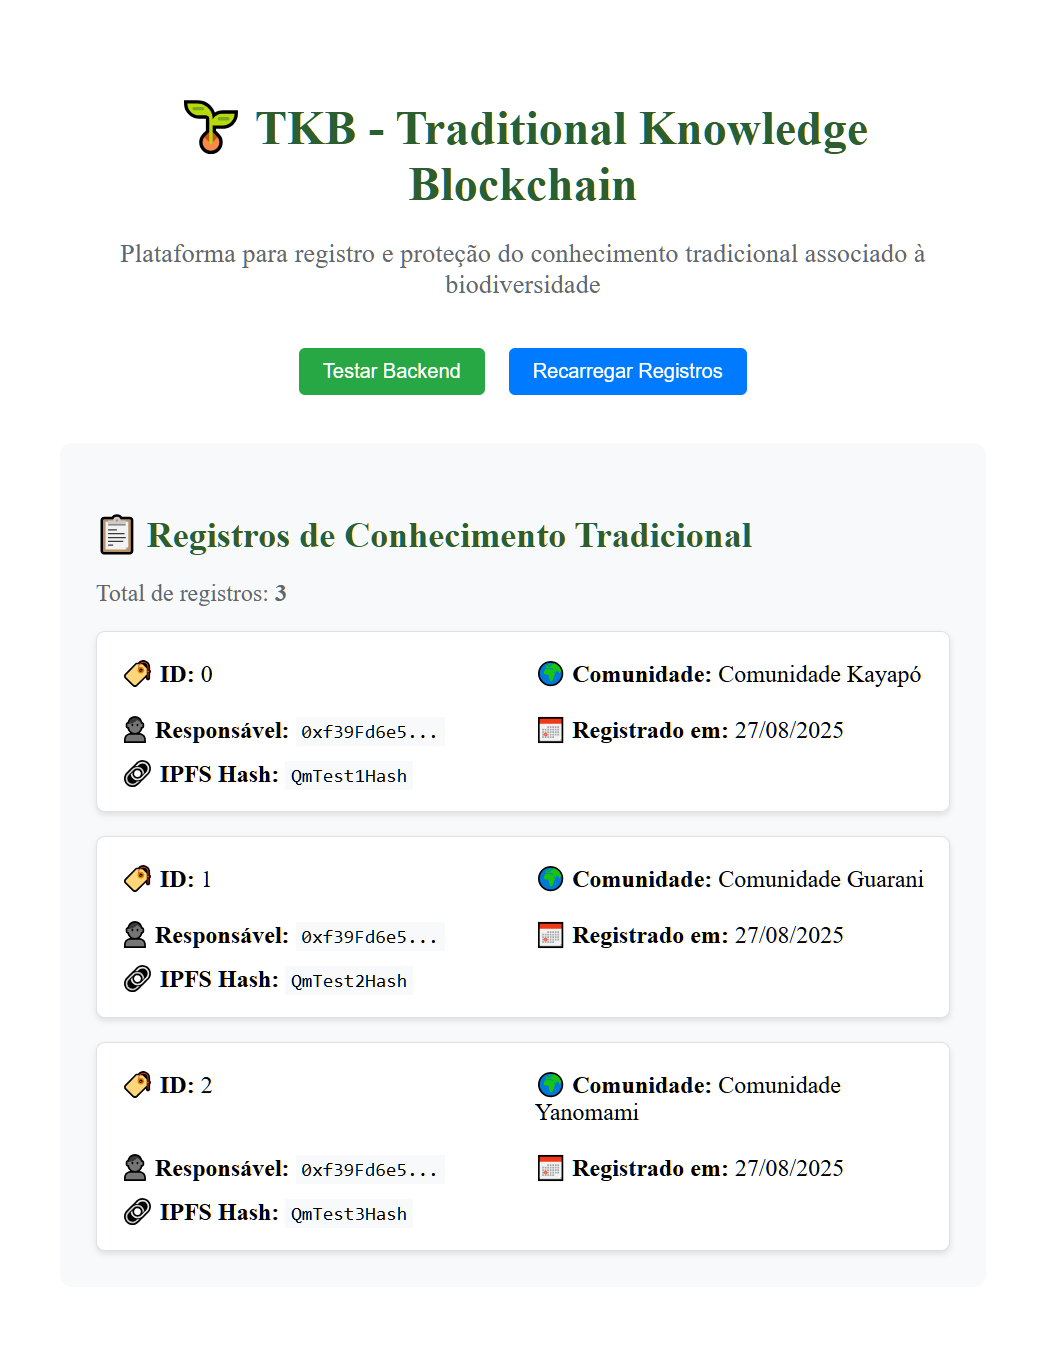 TKB - Traditional Knowledge
Blockchain
Plataforma para registro e proteção do conhecimento tradicional associado à
biodiversidade
Testar Backend Recarregar Registros
Registros de Conhecimento Tradicional
Total de registros: 3
ID: 0 Comunidade: Comunidade Kayapó
Responsável: 0xf39Fd6e5... Registrado em: 27/08/2025
IPFS Hash: QmTest1Hash
ID: 1 Comunidade: Comunidade Guarani
Responsável: 0xf39Fd6e5... Registrado em: 27/08/2025
IPFS Hash: QmTest2Hash
ID: 2 Comunidade: Comunidade
Yanomami
Responsável: 0xf39Fd6e5... Registrado em: 27/08/2025
IPFS Hash: QmTest3Hash